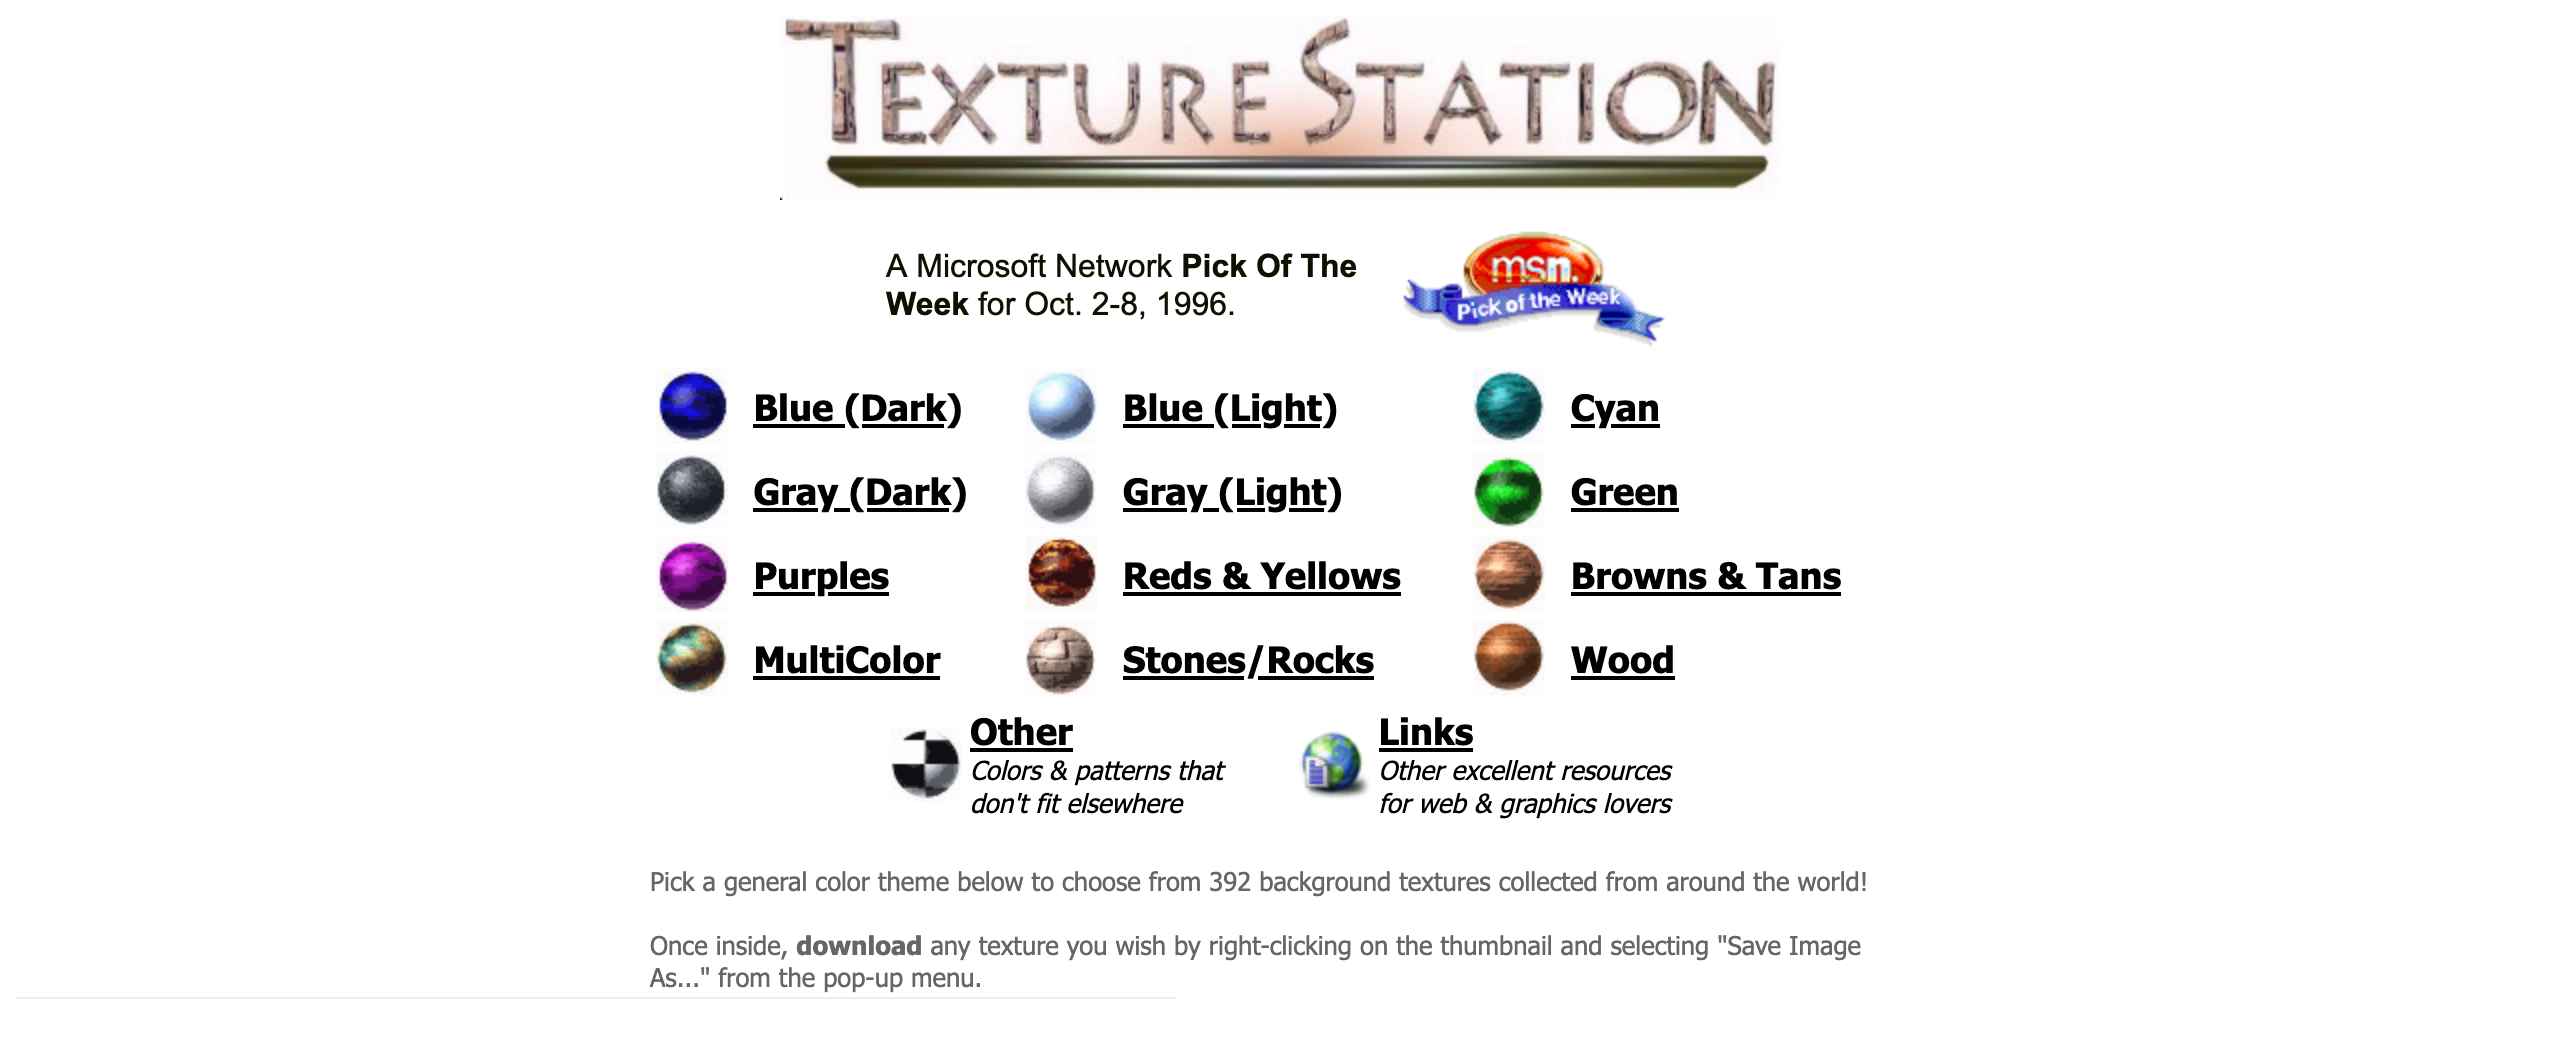 TEXTURE STATION
A Microsoft Network Pick Of The
Week for Oct. 2-8, 1996.
msn.
Pick of the Week
Blue (Dark)
Blue (Light)
Cyan
Gray (Dark)
Gray (Light)
Green
Purples
Reds & Yellows
Browns & Tans
MultiColor
Stones/Rocks
Wood
Other
Colors & patterns that
don't fit elsewhere
Links
Other excellent resources
for web & graphics lovers
Pick a general color theme below to choose from 392 background textures collected from around the world!
Once inside, download any texture you wish by right-clicking on the thumbnail and selecting "Save Image
As..." from the pop-up menu.